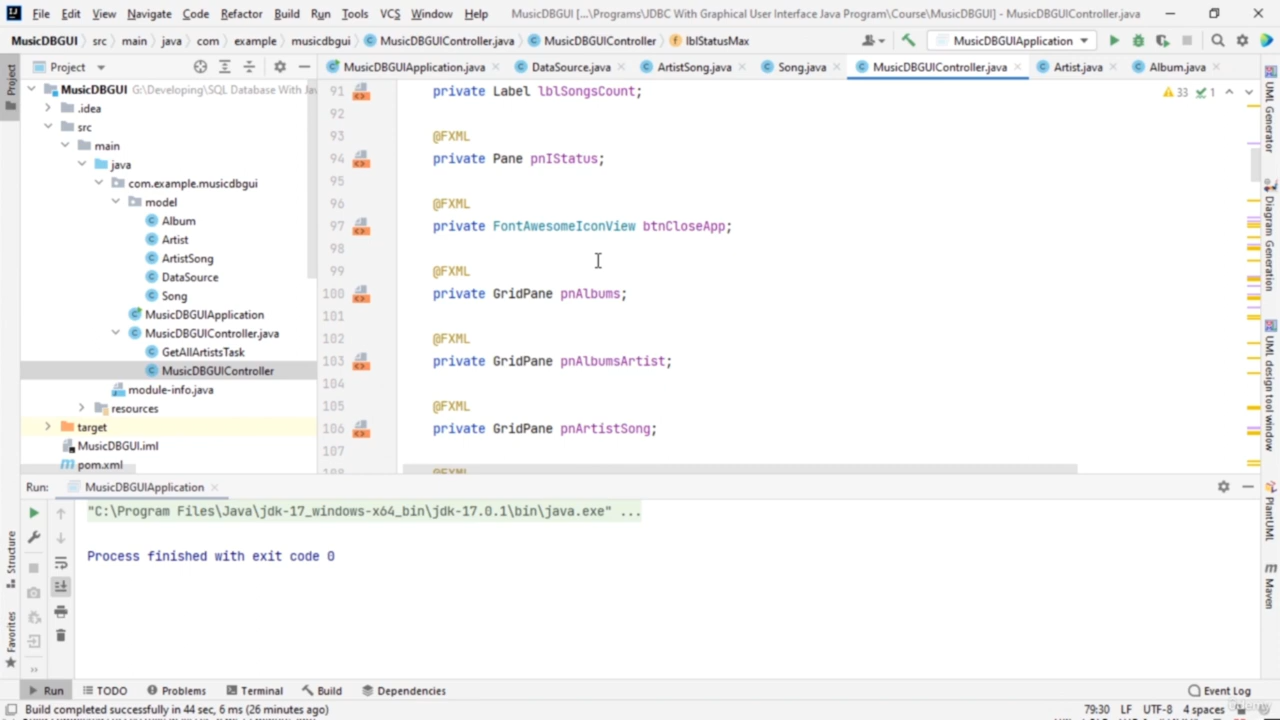 File Edit View Navigate Code Refactor Build Run Tools VCS Window Help MusicDBGUI [...\Programs\JDBC With Graphical User Interface Java Program\Course\MusicDBGUI] - MusicDBGUIController.java
MusicDBGUI src main java com example musicdbgui MusicDBGUIController.java MusicDBGUIController lblStatusMax MusicDBGUIApplication
Project MusicDBGUIApplication.java DataSource.java ArtistSong.java Song.java MusicDBGUIController.java Artist.java Album.java
Project
MusicDBGUI G:\Developing\SQL Database With Jav
.idea
src
main
java
com.example.musicdbgui
model
Album
Artist
ArtistSong
DataSource
Song
MusicDBGUIApplication
MusicDBGUIController.java
GetAllArtistsTask
MusicDBGUIController
module-info.java
resources
target
MusicDBGUI.iml
pom.xml
91 private Label lblSongsCount;
92
93 @FXML
94 private Pane pnlStatus;
95
96 @FXML
97 private FontAwesomeIconView btnCloseApp;
98
99 @FXML
100 private GridPane pnAlbums;
101
102 @FXML
103 private GridPane pnAlbumsArtist;
104
105 @FXML
106 private GridPane pnArtistSong;
107
108 @FXML
33 1
UML Generator
Diagram Generation
UML design tool window
PlantUML
Maven
Run: MusicDBGUIApplication
"C:\Program Files\Java\jdk-17_windows-x64_bin\jdk-17.0.1\bin\java.exe" ...
Process finished with exit code 0
Structure
Favorites
Run TODO Problems Terminal Build Dependencies Event Log
Build completed successfully in 44 sec, 6 ms (26 minutes ago) 79:30 LF UTF-8 4 spaces